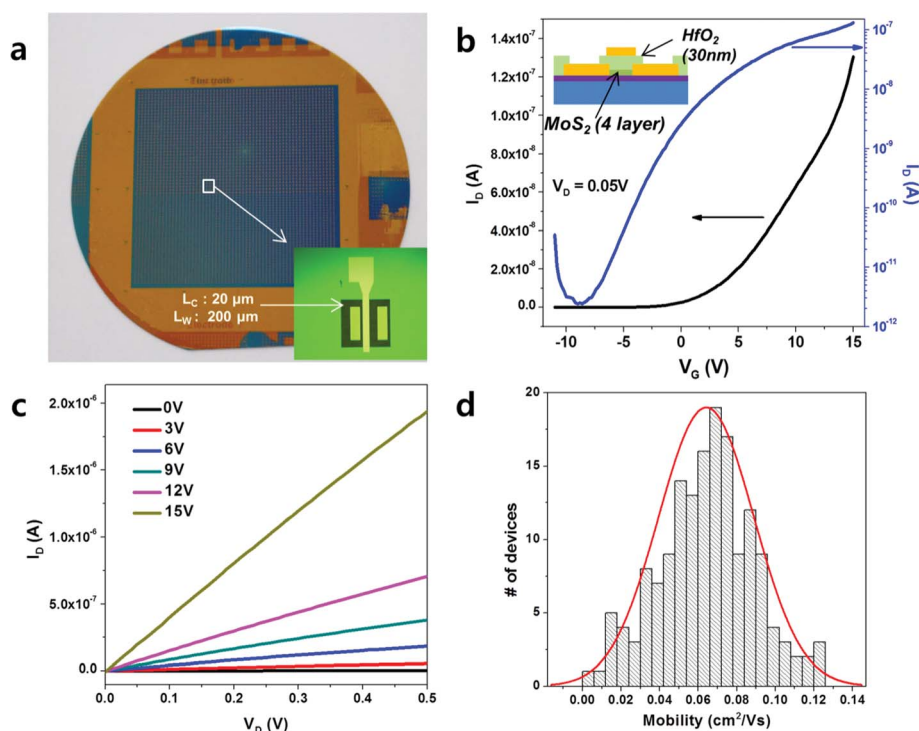 a
L_C : 20 μm
L_W : 200 μm
b
HfO₂
(30nm)
MoS₂ (4 layer)
V_D = 0.05V
I_D (A)
1.4x10⁻⁷
1.2x10⁻⁷
1.0x10⁻⁷
8.0x10⁻⁸
6.0x10⁻⁸
4.0x10⁻⁸
2.0x10⁻⁸
0.0
-10 -5 0 5 10 15
V_G (V)
10⁻⁷
10⁻⁸
10⁻⁹
10⁻¹⁰
10⁻¹¹
10⁻¹²
I_D (A)
c
0V
3V
6V
9V
12V
15V
I_D (A)
2.0x10⁻⁶
1.5x10⁻⁶
1.0x10⁻⁶
5.0x10⁻⁷
0.0
0.0 0.1 0.2 0.3 0.4 0.5
V_D (V)
d
# of devices
20
15
10
5
0
0.00 0.02 0.04 0.06 0.08 0.10 0.12 0.14
Mobility (cm²/Vs)